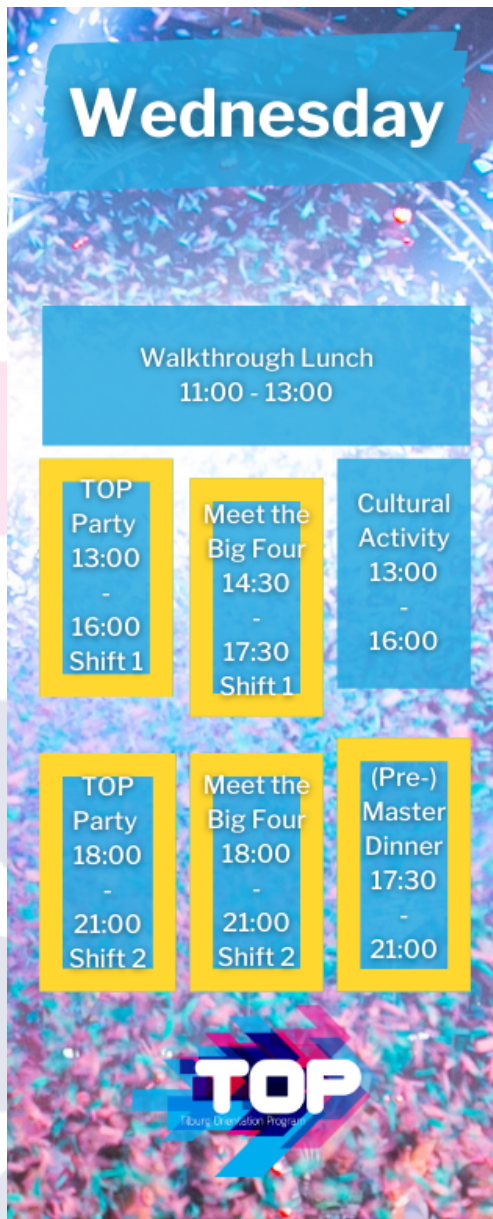 Wednesday
Walkthrough Lunch
11:00 - 13:00
TOP
Party
13:00
-
16:00
Shift 1
Meet the
Big Four
14:30
-
17:30
Shift 1
Cultural
Activity
13:00
-
16:00
TOP
Party
18:00
-
21:00
Shift 2
Meet the
Big Four
18:00
-
21:00
Shift 2
(Pre-)
Master
Dinner
17:30
-
21:00
TOP
Tilburg Orientation Program